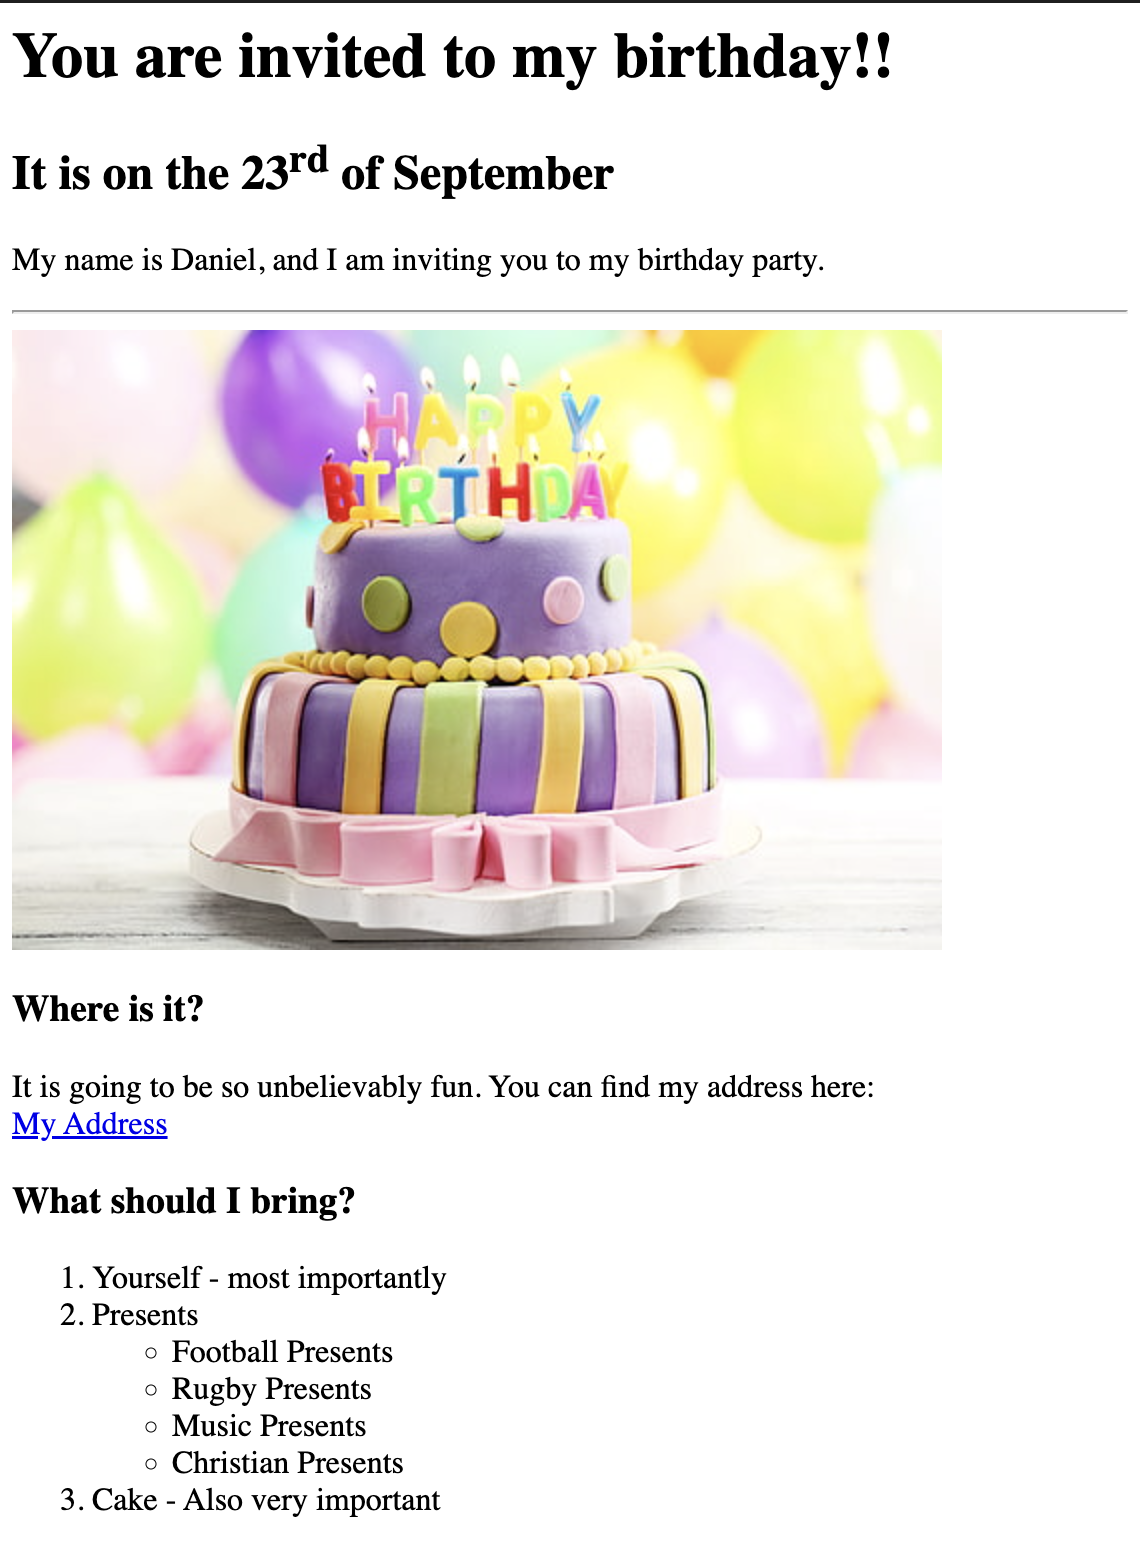 You are invited to my birthday!!
It is on the 23rd of September
My name is Daniel, and I am inviting you to my birthday party.
HAPPY
BIRTHDAY
Where is it?
It is going to be so unbelievably fun. You can find my address here:
My Address
What should I bring?
1. Yourself - most importantly
2. Presents
◦ Football Presents
◦ Rugby Presents
◦ Music Presents
◦ Christian Presents
3. Cake - Also very important